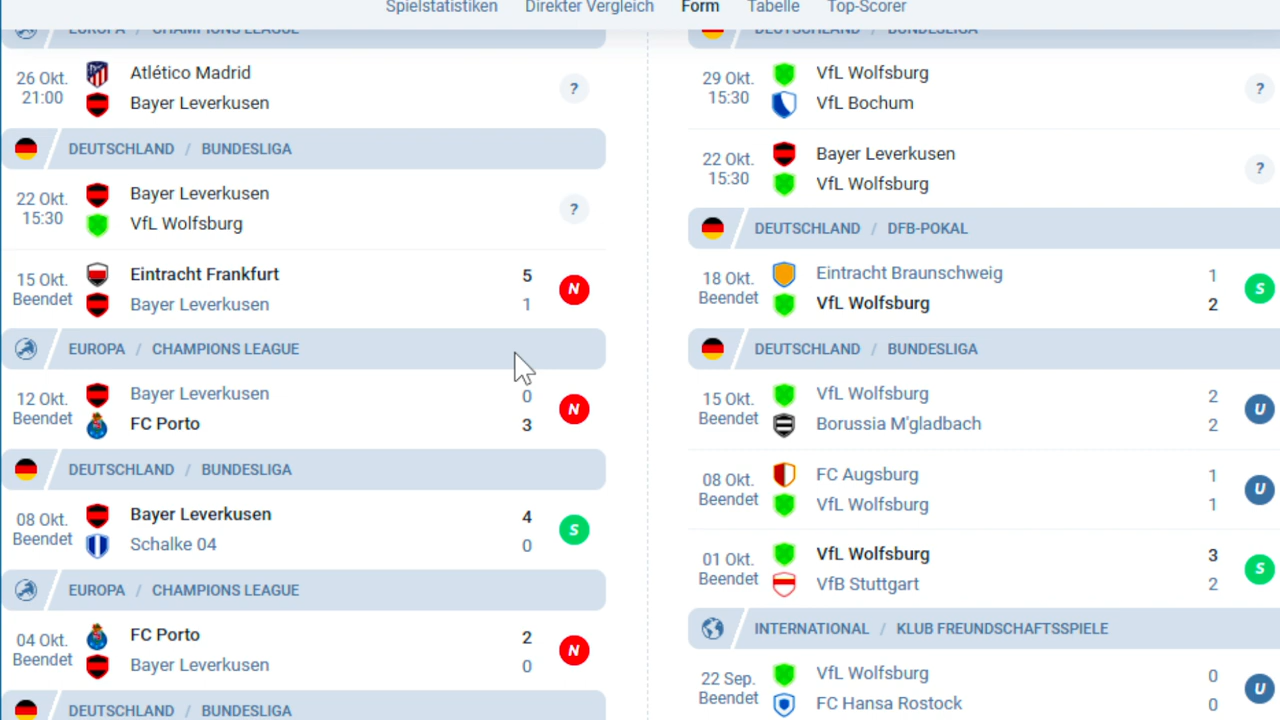 Spielstatistiken Direkter Vergleich Form Tabelle Top-Scorer
EUROPA / CHAMPIONS LEAGUE
26 Okt.
21:00
Atlético Madrid
Bayer Leverkusen
?
DEUTSCHLAND / BUNDESLIGA
22 Okt.
15:30
Bayer Leverkusen
VfL Wolfsburg
?
15 Okt.
Beendet
Eintracht Frankfurt 5
Bayer Leverkusen 1
N
EUROPA / CHAMPIONS LEAGUE
12 Okt.
Beendet
Bayer Leverkusen 0
FC Porto 3
N
DEUTSCHLAND / BUNDESLIGA
08 Okt.
Beendet
Bayer Leverkusen 4
Schalke 04 0
S
EUROPA / CHAMPIONS LEAGUE
04 Okt.
Beendet
FC Porto 2
Bayer Leverkusen 0
N
DEUTSCHLAND / BUNDESLIGA
DEUTSCHLAND / BUNDESLIGA
29 Okt.
15:30
VfL Wolfsburg
VfL Bochum
?
22 Okt.
15:30
Bayer Leverkusen
VfL Wolfsburg
?
DEUTSCHLAND / DFB-POKAL
18 Okt.
Beendet
Eintracht Braunschweig 1
VfL Wolfsburg 2
S
DEUTSCHLAND / BUNDESLIGA
15 Okt.
Beendet
VfL Wolfsburg 2
Borussia M'gladbach 2
U
08 Okt.
Beendet
FC Augsburg 1
VfL Wolfsburg 1
U
01 Okt.
Beendet
VfL Wolfsburg 3
VfB Stuttgart 2
S
INTERNATIONAL / KLUB FREUNDSCHAFTSSPIELE
22 Sep.
Beendet
VfL Wolfsburg 0
FC Hansa Rostock 0
U